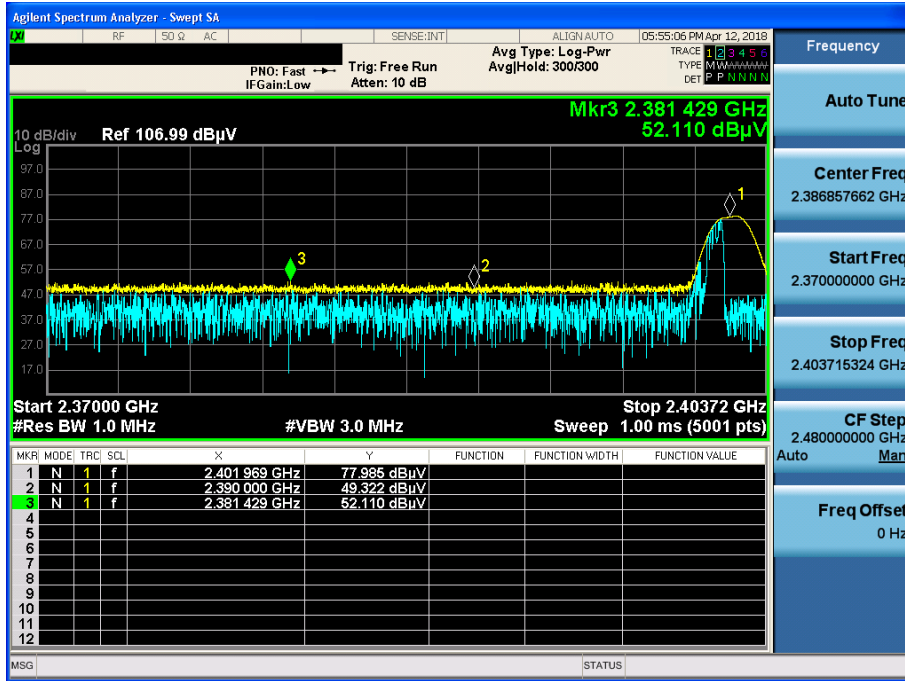 Agilent Spectrum Analyzer - Swept SA
LXI RF 50 Ω AC SENSE:INT ALIGN AUTO 05:55:06 PM Apr 12, 2018
PNO: Fast Trig: Free Run Avg Type: Log-Pwr TRACE 1 2 3 4 5 6
IFGain:Low Atten: 10 dB Avg|Hold: 300/300 TYPE M W
DET P P N N N N
Mkr3 2.381 429 GHz
52.110 dBµV
10 dB/div Ref 106.99 dBµV
Log
97.0
87.0
77.0
67.0
57.0
47.0
37.0
27.0
17.0
1
2
3
Start 2.37000 GHz Stop 2.40372 GHz
#Res BW 1.0 MHz #VBW 3.0 MHz Sweep 1.00 ms (5001 pts)
MKR MODE TRC SCL X Y FUNCTION FUNCTION WIDTH FUNCTION VALUE
1 N 1 f 2.401 969 GHz 77.985 dBµV
2 N 1 f 2.390 000 GHz 49.322 dBµV
3 N 1 f 2.381 429 GHz 52.110 dBµV
4
5
6
7
8
9
10
11
12
MSG STATUS
Frequency
Auto Tune
Center Freq
2.386857662 GHz
Start Freq
2.370000000 GHz
Stop Freq
2.403715324 GHz
CF Step
2.480000000 GHz
Auto Man
Freq Offset
0 Hz